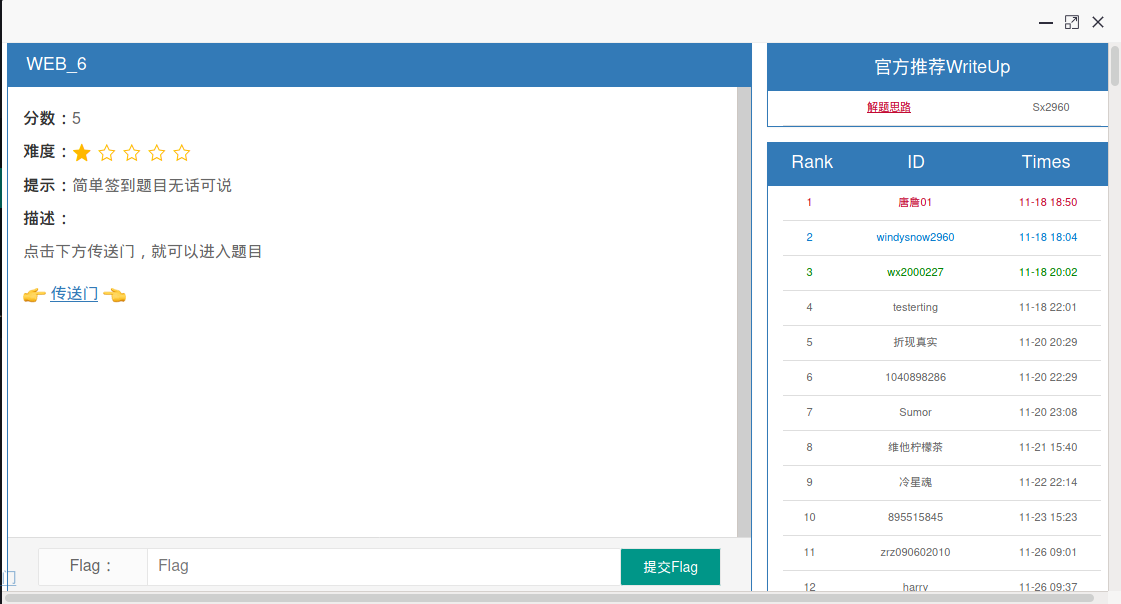 WEB_6
分数：5
难度：
提示：简单签到题目无话可说
描述：
点击下方传送门，就可以进入题目
传送门
Flag：
Flag
提交Flag
官方推荐WriteUp
解题思路 Sx2960
Rank ID Times
1 唐詹01 11-18 18:50
2 windysnow2960 11-18 18:04
3 wx2000227 11-18 20:02
4 testerting 11-18 22:01
5 折现真实 11-20 20:29
6 1040898286 11-20 22:29
7 Sumor 11-20 23:08
8 维他柠檬茶 11-21 15:40
9 冷星魂 11-22 22:14
10 895515845 11-23 15:23
11 zrz090602010 11-26 09:01
12 harry 11-26 09:37